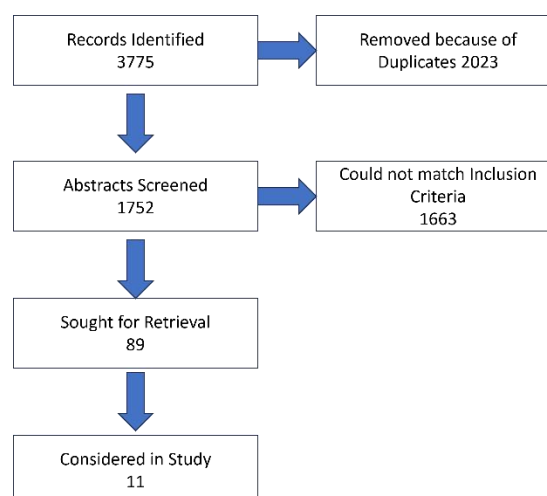 Records Identified
3775
Removed because of
Duplicates 2023
Abstracts Screened
1752
Could not match Inclusion
Criteria
1663
Sought for Retrieval
89
Considered in Study
11